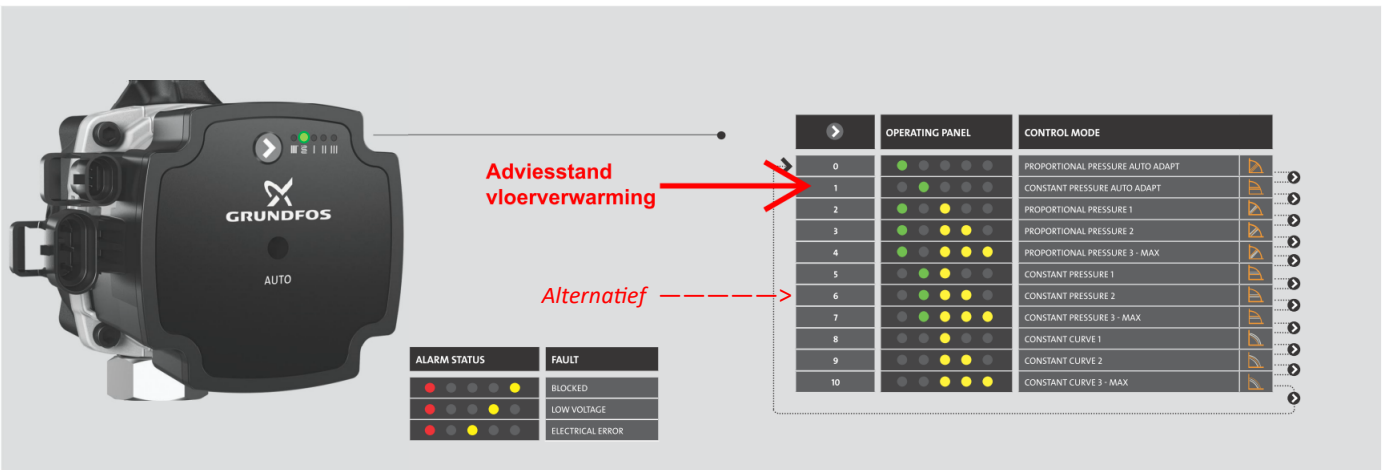 GRUNDFOS
AUTO
I II III
Adviesstand
vloerverwarming
Alternatief
OPERATING PANEL CONTROL MODE
0 PROPORTIONAL PRESSURE AUTO ADAPT
1 CONSTANT PRESSURE AUTO ADAPT
2 PROPORTIONAL PRESSURE 1
3 PROPORTIONAL PRESSURE 2
4 PROPORTIONAL PRESSURE 3 - MAX
5 CONSTANT PRESSURE 1
6 CONSTANT PRESSURE 2
7 CONSTANT PRESSURE 3 - MAX
8 CONSTANT CURVE 1
9 CONSTANT CURVE 2
10 CONSTANT CURVE 3 - MAX
ALARM STATUS FAULT
BLOCKED
LOW VOLTAGE
ELECTRICAL ERROR